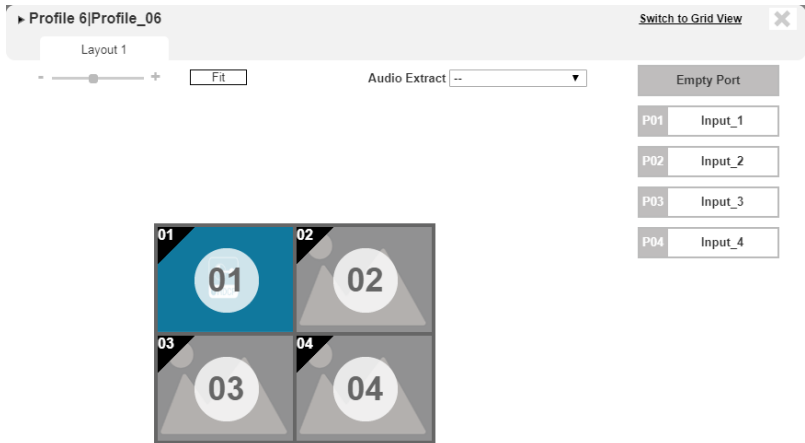 ▸ Profile 6|Profile_06
Switch to Grid View
Layout 1
- +
Fit
Audio Extract --
Empty Port
P01 Input_1
P02 Input_2
P03 Input_3
P04 Input_4
01 02
01 02
03 04
03 04